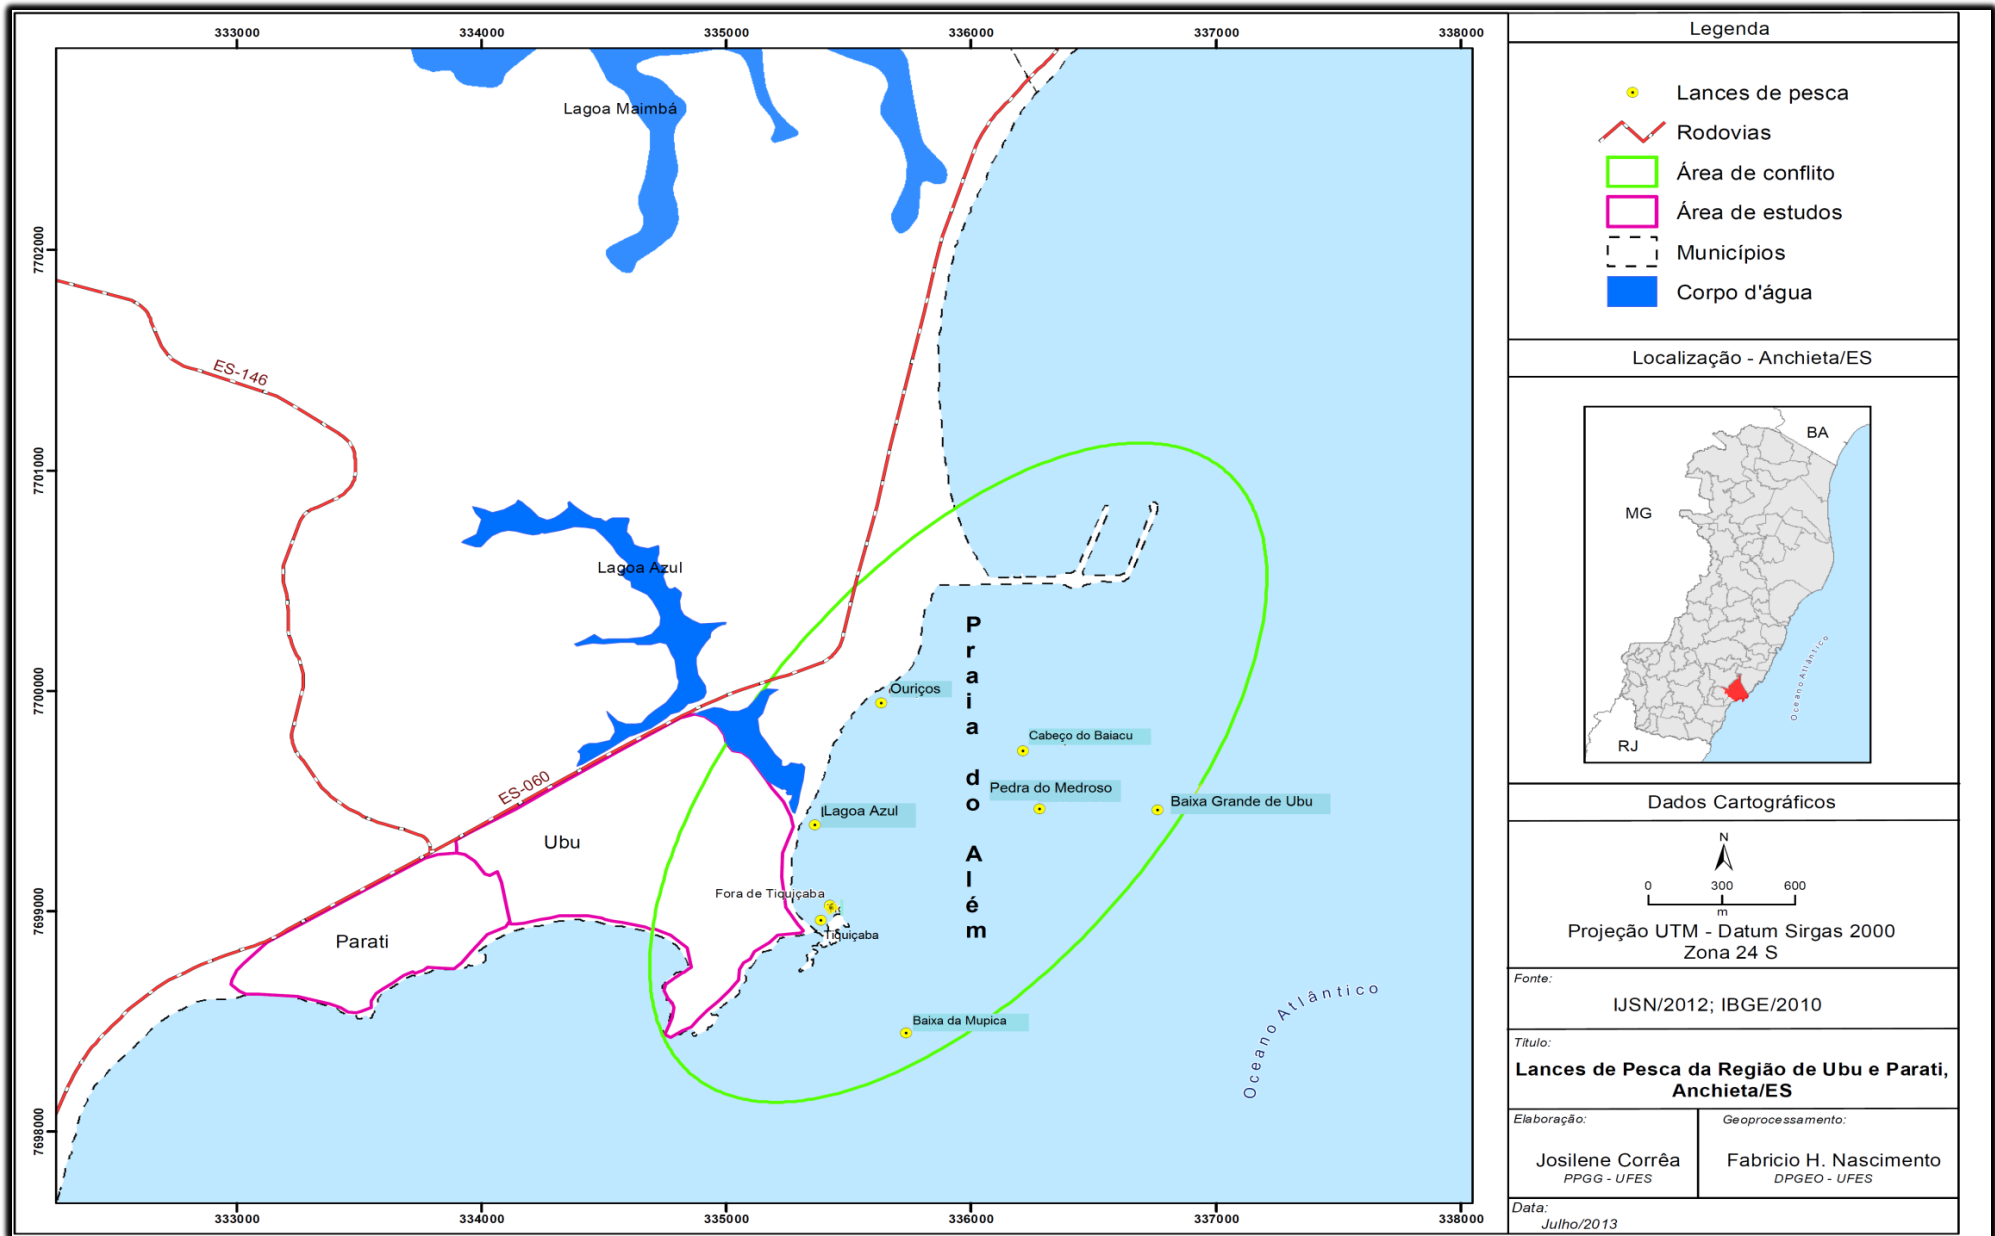 333000
334000
335000
336000
337000
338000
7702000
7701000
7700000
7699000
7698000
Lagoa Maimbá
ES-146
Lagoa Azul
ES-060
Ubu
Parati
Praia do Além
Ouriços
Cabeço do Baiacu
Pedra do Medroso
Baixa Grande de Ubu
Lagoa Azul
Fora de Tiquiçaba
Tiquiçaba
Baixa da Mupica
Oceano Atlântico
333000
334000
335000
336000
337000
338000
Legenda
Lances de pesca
Rodovias
Área de conflito
Área de estudos
Municípios
Corpo d'água
Localização - Anchieta/ES
BA
MG
RJ
Oceano Atlântico
Dados Cartográficos
N
0 300 600
m
Projeção UTM - Datum Sirgas 2000
Zona 24 S
Fonte:
IJSN/2012; IBGE/2010
Título:
Lances de Pesca da Região de Ubu e Parati,
Anchieta/ES
Elaboração:
Josilene Corrêa
PPGG - UFES
Geoprocessamento:
Fabricio H. Nascimento
DPGEO - UFES
Data:
Julho/2013